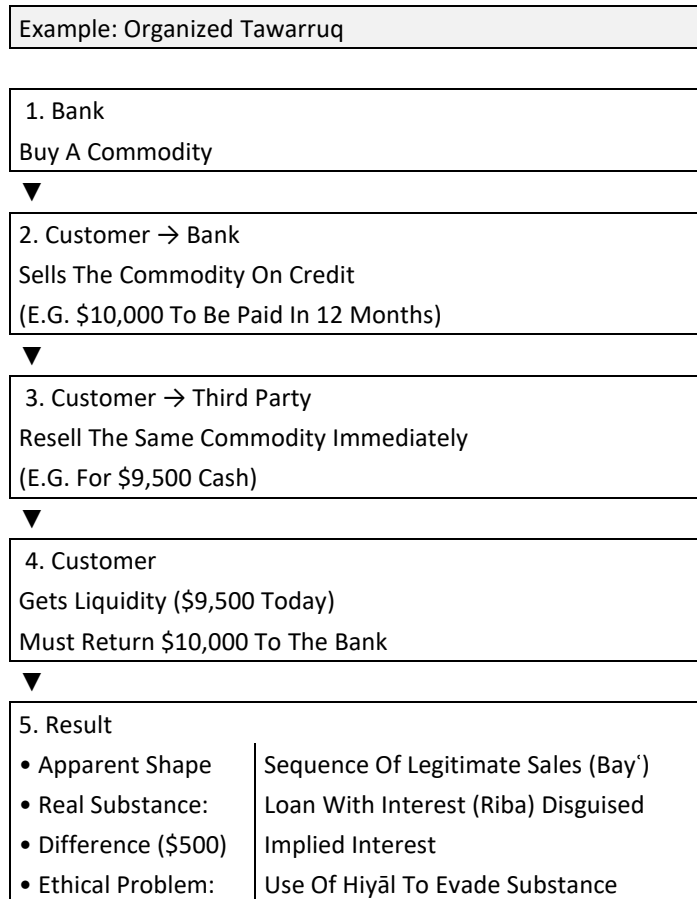 Example: Organized Tawarruq
1. Bank
Buy A Commodity
▼
2. Customer → Bank
Sells The Commodity On Credit
(E.G. $10,000 To Be Paid In 12 Months)
▼
3. Customer → Third Party
Resell The Same Commodity Immediately
(E.G. For $9,500 Cash)
▼
4. Customer
Gets Liquidity ($9,500 Today)
Must Return $10,000 To The Bank
▼
5. Result
• Apparent Shape Sequence Of Legitimate Sales (Bayʿ)
• Real Substance: Loan With Interest (Riba) Disguised
• Difference ($500) Implied Interest
• Ethical Problem: Use Of Hiyāl To Evade Substance